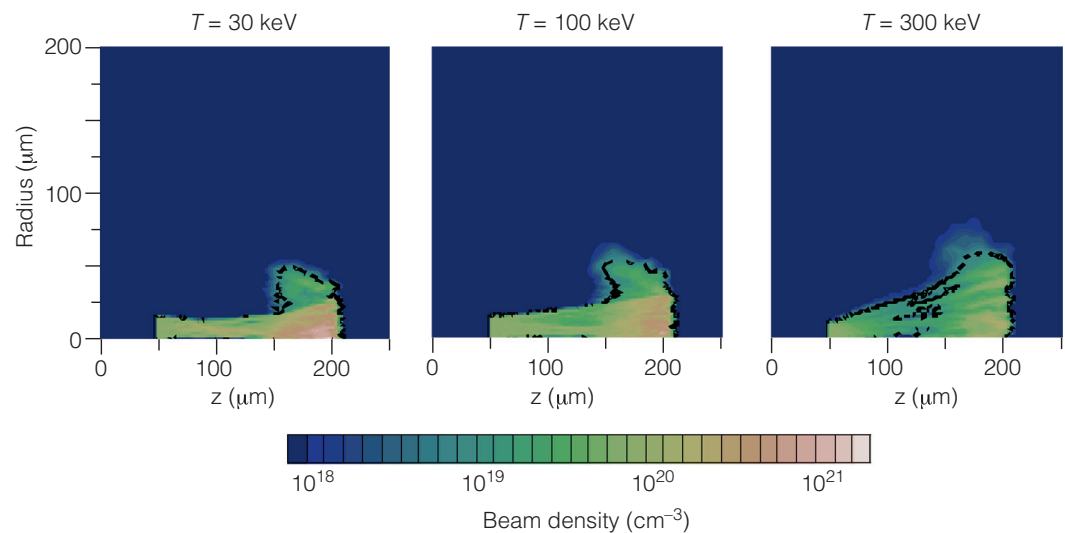 T = 30 keV
T = 100 keV
T = 300 keV
200
100
0
Radius (μm)
0 100 200
0 100 200
0 100 200
z (μm)
z (μm)
z (μm)
10¹⁸ 10¹⁹ 10²⁰ 10²¹
Beam density (cm⁻³)